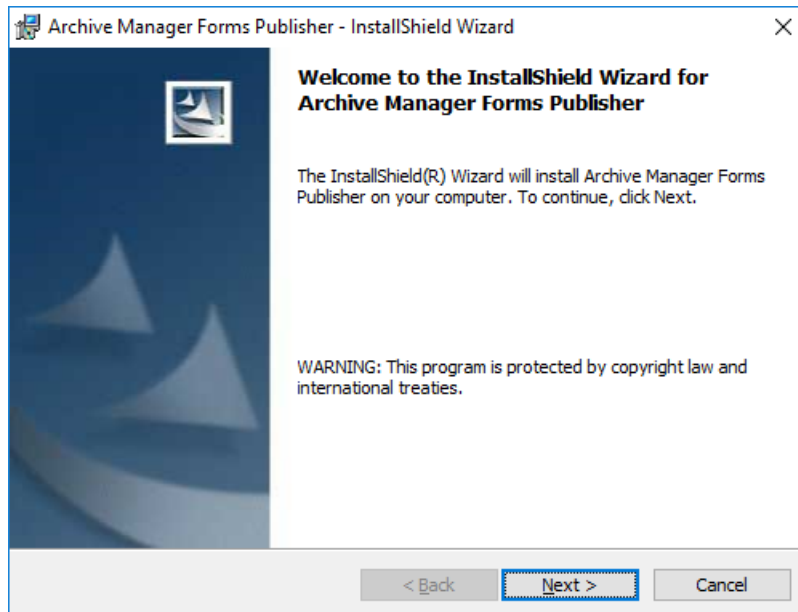 Archive Manager Forms Publisher - InstallShield Wizard
Welcome to the InstallShield Wizard for
Archive Manager Forms Publisher
The InstallShield(R) Wizard will install Archive Manager Forms
Publisher on your computer. To continue, click Next.
WARNING: This program is protected by copyright law and
international treaties.
< Back Next > Cancel